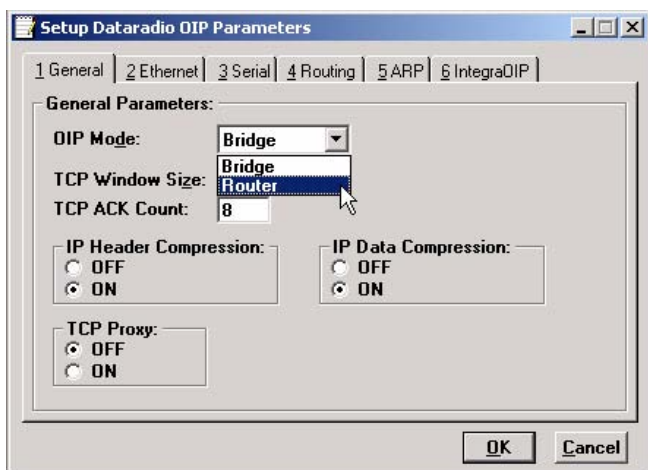 Setup Dataradio OIP Parameters
1 General 2 Ethernet 3 Serial 4 Routing 5 ARP 6 IntegraOIP
General Parameters:
OIP Mode: Bridge
Bridge
TCP Window Size: Router
TCP ACK Count: 8
IP Header Compression: IP Data Compression:
OFF OFF
ON ON
TCP Proxy:
OFF
ON
OK Cancel